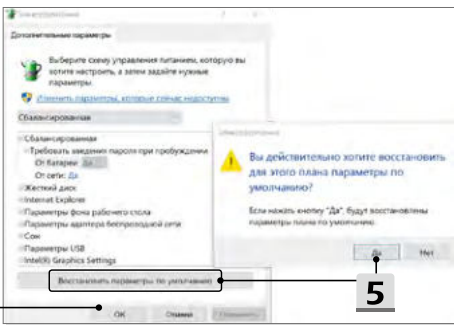 Электропитание
Дополнительные параметры
Выберите схему управления питанием, которую вы
хотите настроить, а затем задайте нужные
параметры.
Изменить параметры, которые сейчас недоступны
Сбалансированная
Сбалансированная
Требовать введения пароля при пробуждении
От батареи: Да
От сети: Да
Жесткий диск
Internet Explorer
Параметры фона рабочего стола
Параметры адаптера беспроводной сети
Сон
Параметры USB
Intel(R) Graphics Settings
Восстановить параметры по умолчанию
OK Отмена Применить
Электропитание
Вы действительно хотите восстановить
для этого плана параметры по
умолчанию?
Если нажать кнопку "Да", будут восстановлены
параметры плана по умолчанию.
Да Нет
5